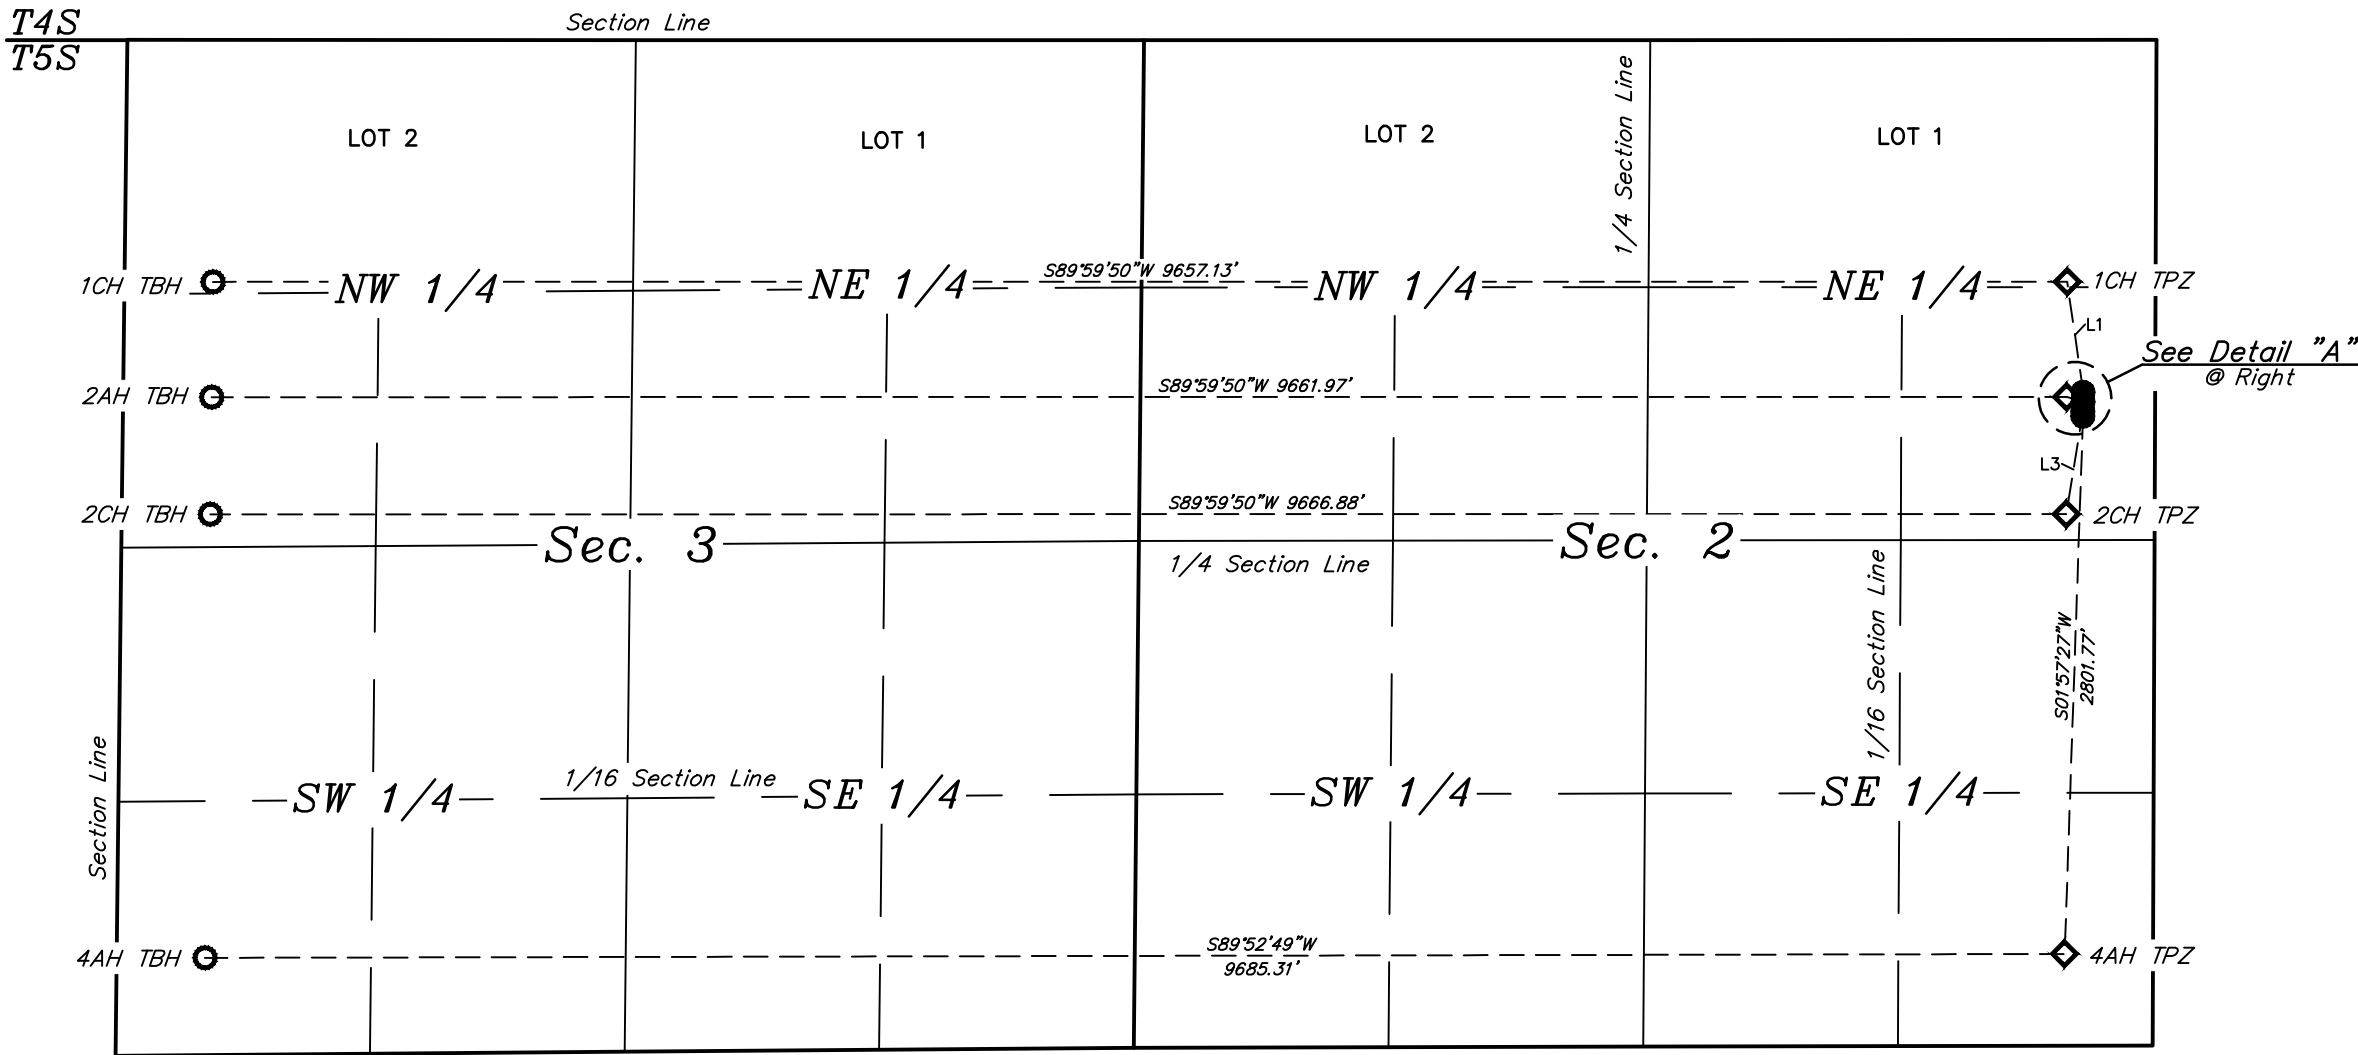 T4S
Section Line
T5S
1/4 Section Line
LOT 2
LOT 1
LOT 2
LOT 1
1CH TBH
NW 1/4
NE 1/4
S89°59'50"W 9657.13'
NW 1/4
NE 1/4
1CH TPZ
L1
See Detail "A"
@ Right
2AH TBH
S89°59'50"W 9661.97'
L3
2CH TBH
S89°59'50"W 9666.88'
2CH TPZ
Sec. 3
Sec. 2
1/4 Section Line
1/16 Section Line
S01°57'27"W
2801.77'
Section Line
1/16 Section Line
SW 1/4
SE 1/4
SW 1/4
SE 1/4
4AH TBH
S89°52'49"W
9685.31'
4AH TPZ